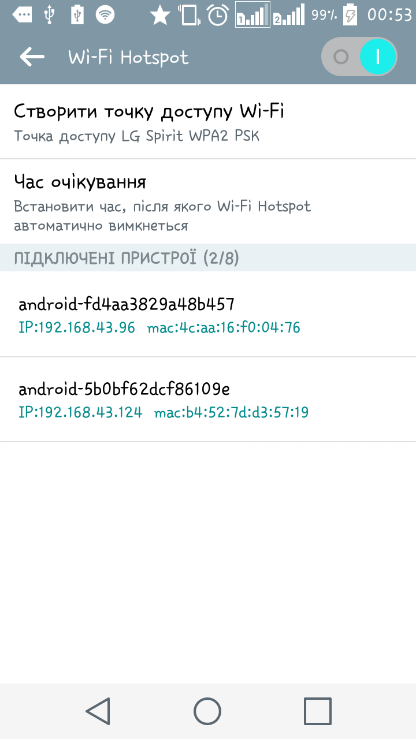 99% 00:53
Wi-Fi Hotspot
Створити точку доступу Wi-Fi
Точка доступу LG Spirit WPA2 PSK
Час очікування
Встановити час, після якого Wi-Fi Hotspot
автоматично вимкнеться
ПІДКЛЮЧЕНІ ПРИСТРОЇ (2/8)
android-fd4aa3829a48b457
IP:192.168.43.96 mac:4c:aa:16:f0:04:76
android-5b0bf62dcf86109e
IP:192.168.43.124 mac:b4:52:7d:d3:57:19